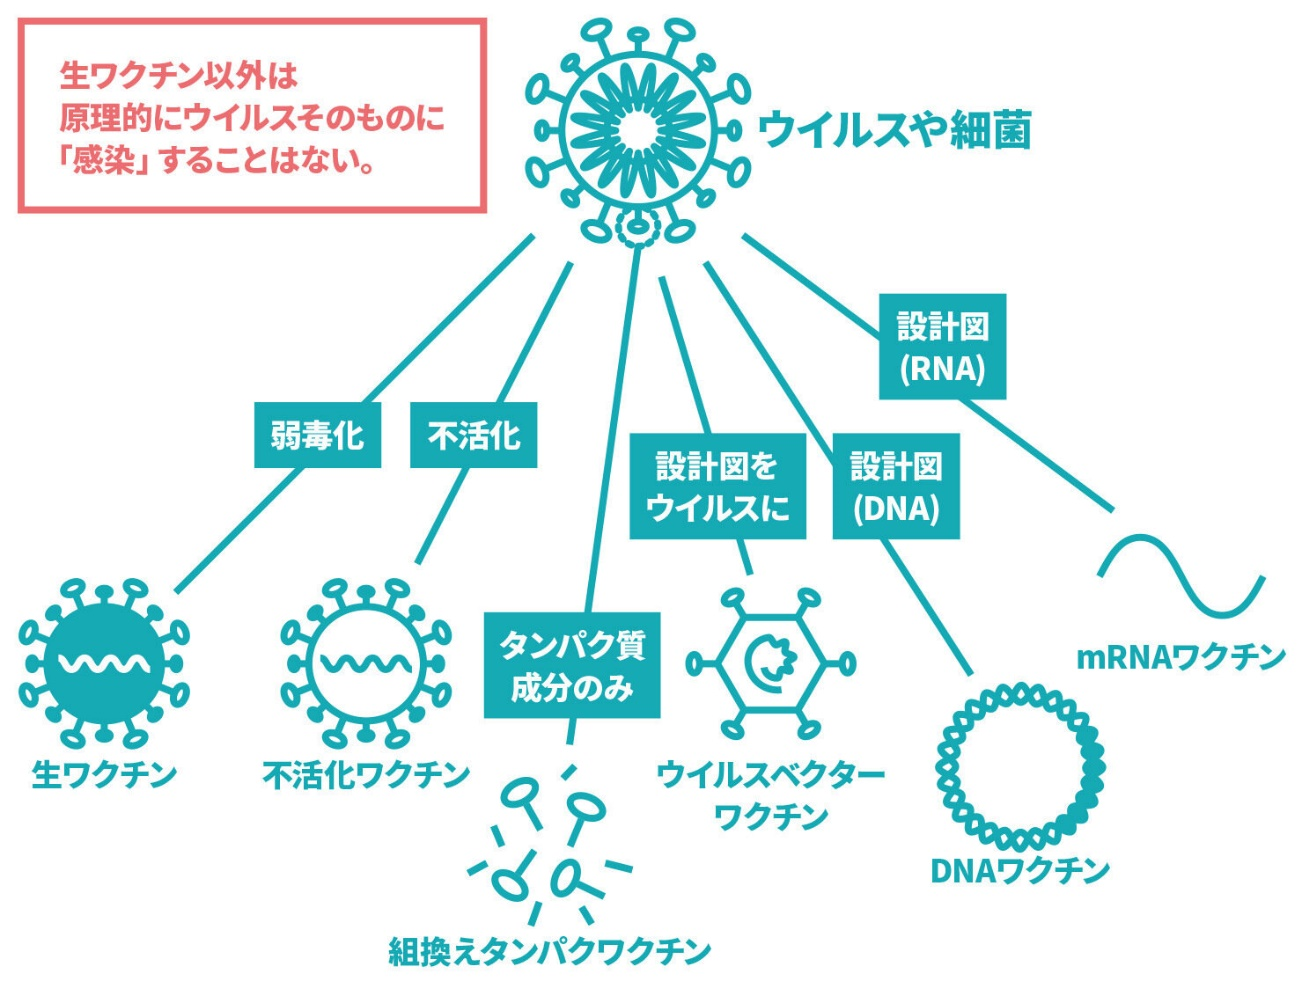 生ワクチン以外は
原理的にウイルスそのものに
「感染」することはない。
ウイルスや細菌
設計図
(RNA)
弱毒化
不活化
設計図を
ウイルスに
設計図
(DNA)
タンパク質
成分のみ
mRNAワクチン
生ワクチン
不活化ワクチン
ウイルスベクター
ワクチン
DNAワクチン
組換えタンパクワクチン